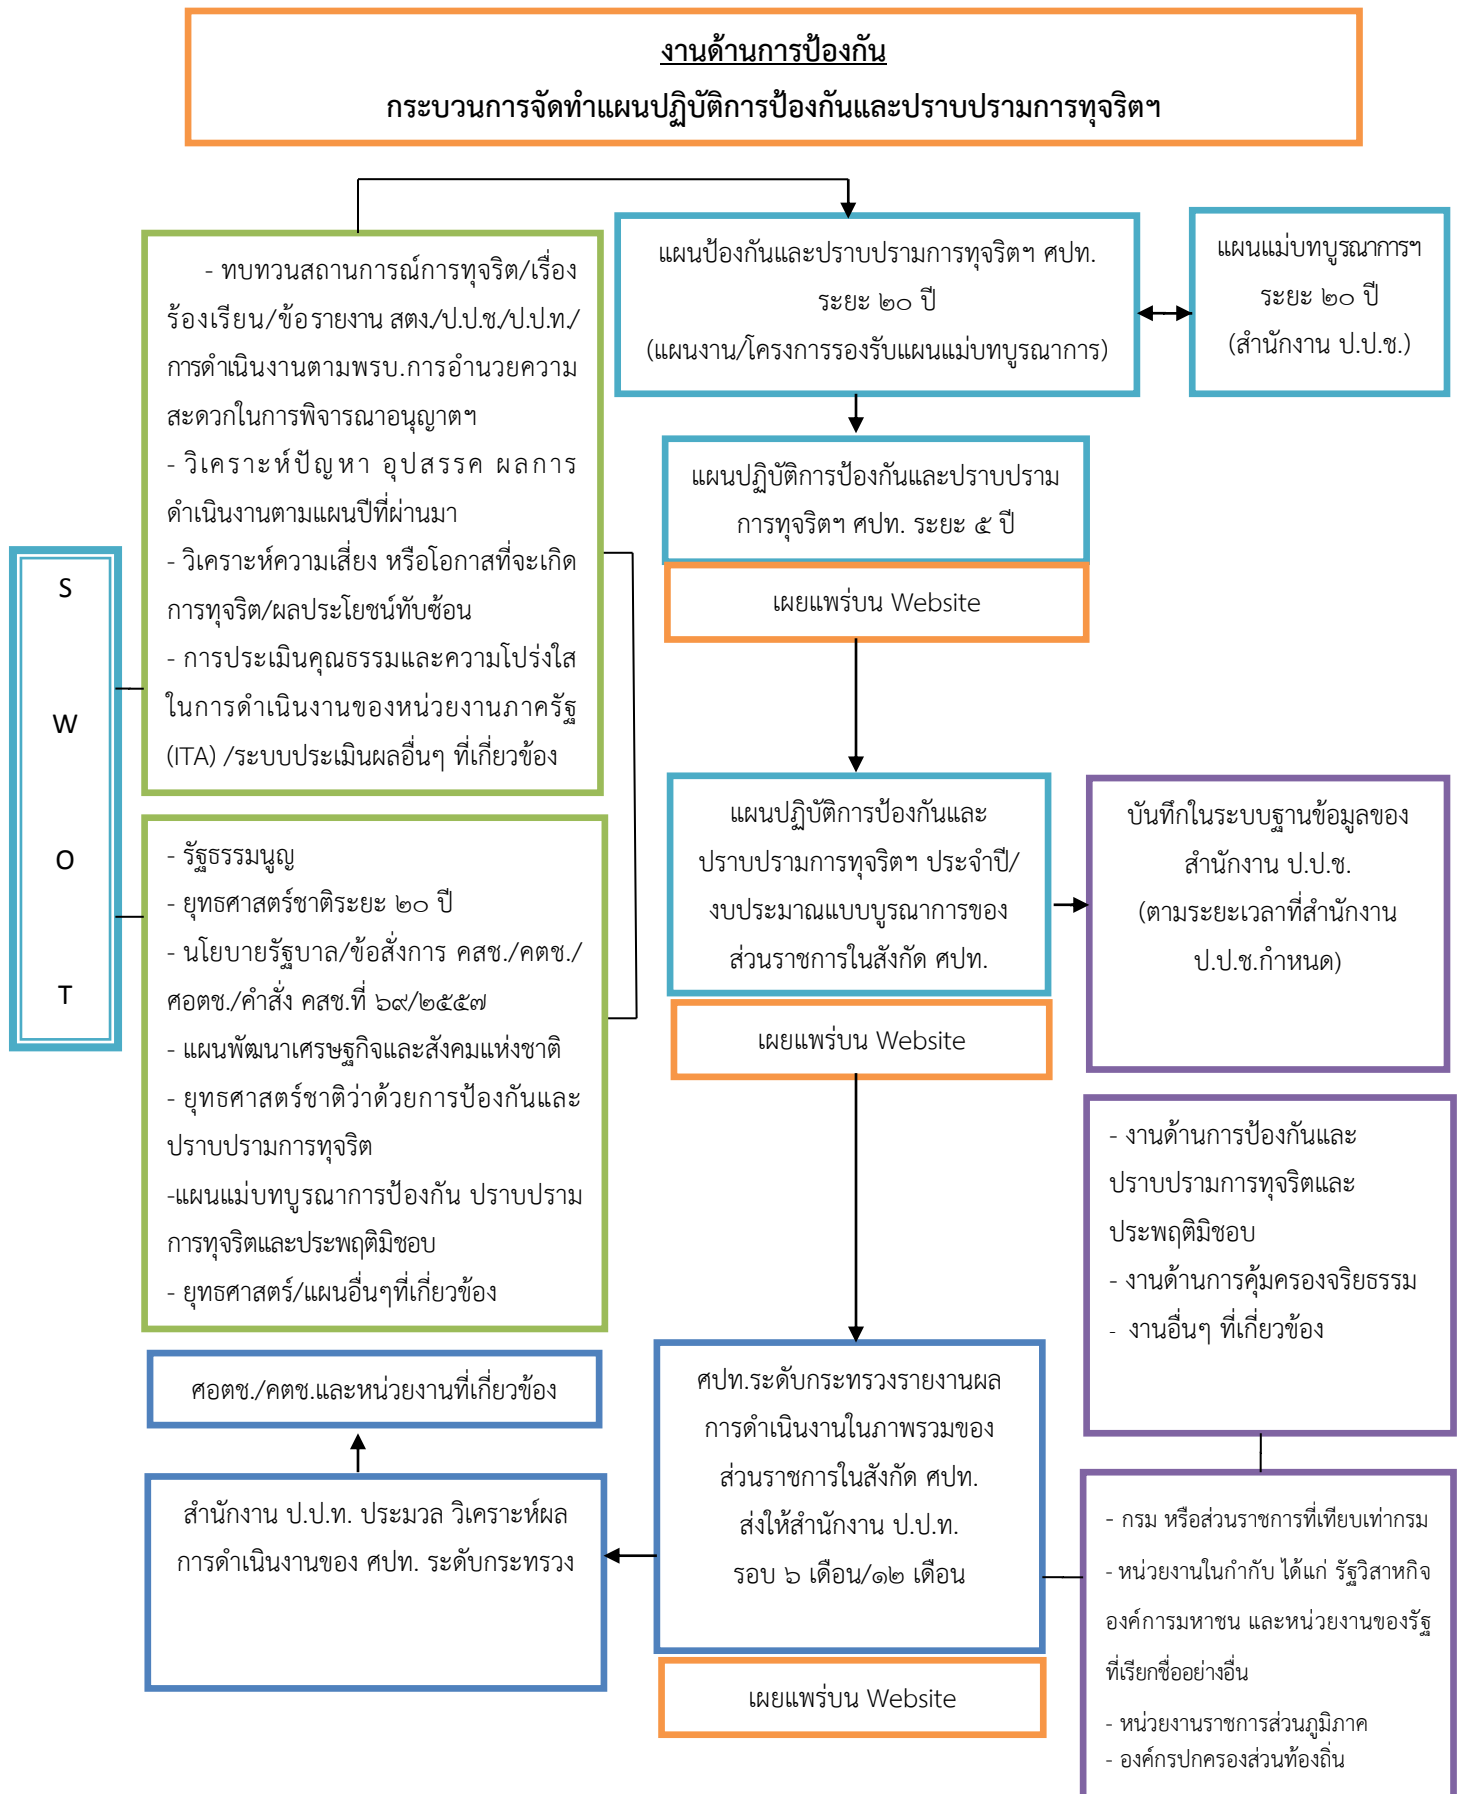 งานด้านการป้องกัน
กระบวนการจัดทำแผนปฏิบัติการป้องกันและปราบปรามการทุจริตฯ
S
W
O
T
- ทบทวนสถานการณ์การทุจริต/เรื่อง
ร้องเรียน/ข้อรายงาน สตง./ป.ป.ช./ป.ป.ท./
การดำเนินงานตามพรบ.การอำนวยความ
สะดวกในการพิจารณาอนุญาตฯ
- วิเคราะห์ปัญหา อุปสรรค ผลการ
ดำเนินงานตามแผนปีที่ผ่านมา
- วิเคราะห์ความเสี่ยง หรือโอกาสที่จะเกิด
การทุจริต/ผลประโยชน์ทับซ้อน
- การประเมินคุณธรรมและความโปร่งใส
ในการดำเนินงานของหน่วยงานภาครัฐ
(ITA) /ระบบประเมินผลอื่นๆ ที่เกี่ยวข้อง
- รัฐธรรมนูญ
- ยุทธศาสตร์ชาติระยะ ๒๐ ปี
- นโยบายรัฐบาล/ข้อสั่งการ คสช./คตช./
ศอตช./คำสั่ง คสช.ที่ ๖๙/๒๕๕๗
- แผนพัฒนาเศรษฐกิจและสังคมแห่งชาติ
- ยุทธศาสตร์ชาติว่าด้วยการป้องกันและ
ปราบปรามการทุจริต
-แผนแม่บทบูรณาการป้องกัน ปราบปราม
การทุจริตและประพฤติมิชอบ
- ยุทธศาสตร์/แผนอื่นๆที่เกี่ยวข้อง
แผนป้องกันและปราบปรามการทุจริตฯ ศปท.
ระยะ ๒๐ ปี
(แผนงาน/โครงการรองรับแผนแม่บทบูรณาการ)
แผนแม่บทบูรณาการฯ
ระยะ ๒๐ ปี
(สำนักงาน ป.ป.ช.)
แผนปฏิบัติการป้องกันและปราบปราม
การทุจริตฯ ศปท. ระยะ ๕ ปี
เผยแพร่บน Website
แผนปฏิบัติการป้องกันและ
ปราบปรามการทุจริตฯ ประจำปี/
งบประมาณแบบบูรณาการของ
ส่วนราชการในสังกัด ศปท.
เผยแพร่บน Website
บันทึกในระบบฐานข้อมูลของ
สำนักงาน ป.ป.ช.
(ตามระยะเวลาที่สำนักงาน
ป.ป.ช.กำหนด)
- งานด้านการป้องกันและ
ปราบปรามการทุจริตและ
ประพฤติมิชอบ
- งานด้านการคุ้มครองจริยธรรม
- งานอื่นๆ ที่เกี่ยวข้อง
- กรม หรือส่วนราชการที่เทียบเท่ากรม
- หน่วยงานในกำกับ ได้แก่ รัฐวิสาหกิจ
องค์การมหาชน และหน่วยงานของรัฐ
ที่เรียกชื่ออย่างอื่น
- หน่วยงานราชการส่วนภูมิภาค
- องค์กรปกครองส่วนท้องถิ่น
ศปท.ระดับกระทรวงรายงานผล
การดำเนินงานในภาพรวมของ
ส่วนราชการในสังกัด ศปท.
ส่งให้สำนักงาน ป.ป.ท.
รอบ ๖ เดือน/๑๒ เดือน
เผยแพร่บน Website
สำนักงาน ป.ป.ท. ประมวล วิเคราะห์ผล
การดำเนินงานของ ศปท. ระดับกระทรวง
ศอตช./คตช.และหน่วยงานที่เกี่ยวข้อง